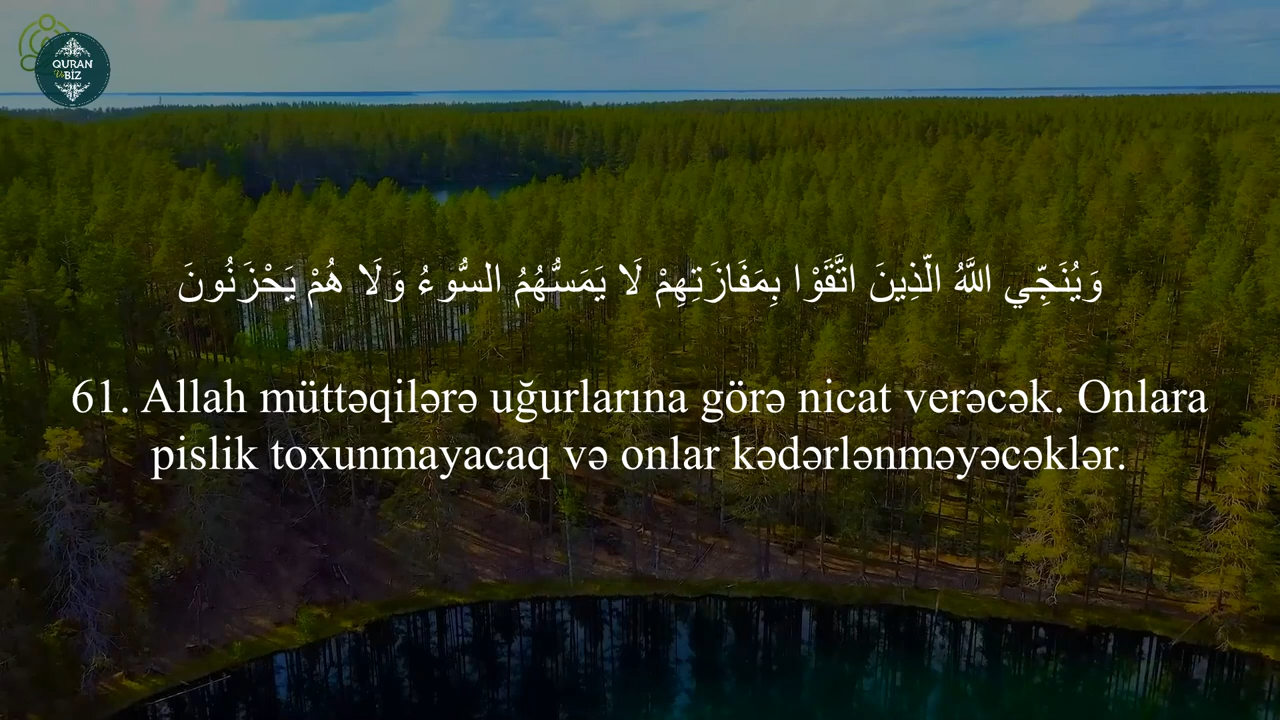 QURAN
Və BİZ
وَيُنَجِّي اللَّهُ الَّذِينَ اتَّقَوْا بِمَفَازَتِهِمْ لَا يَمَسُّهُمُ السُّوءُ وَلَا هُمْ يَحْزَنُونَ
61. Allah müttəqilərə uğurlarına görə nicat verəcək. Onlara
pislik toxunmayacaq və onlar kədərlənməyəcəklər.